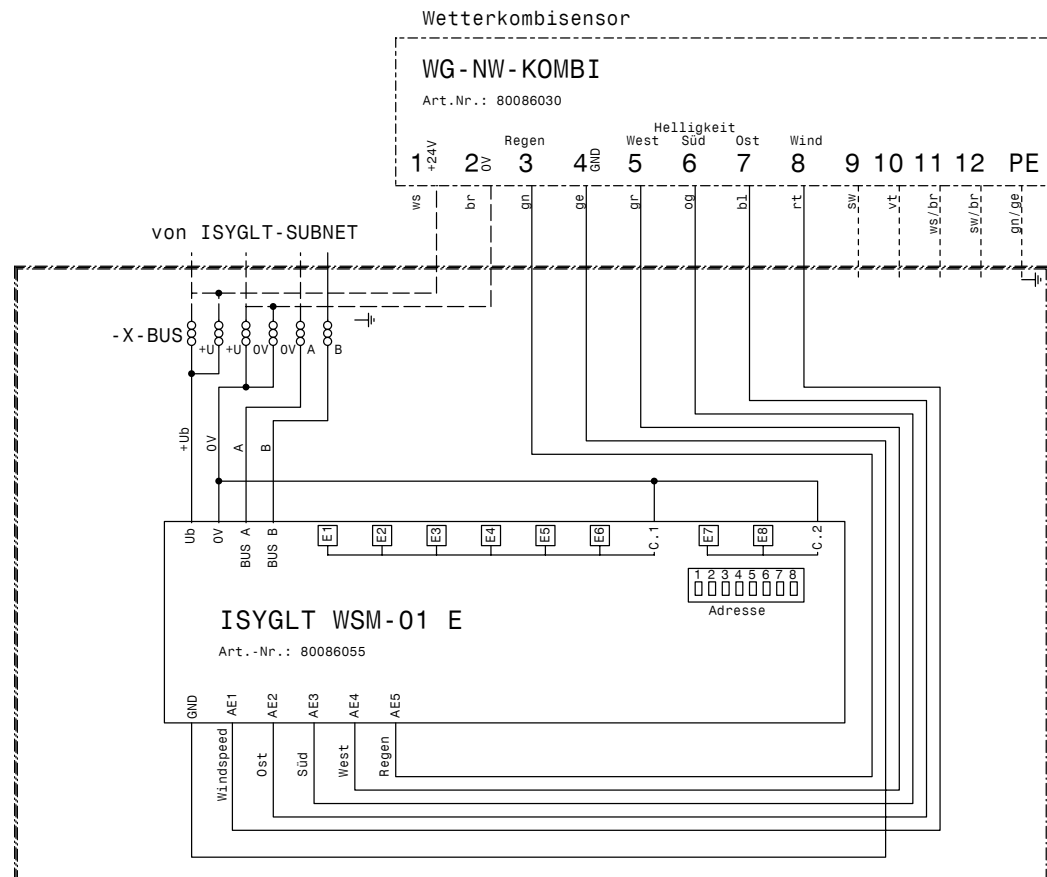 Wetterkombisensor
WG-NW-KOMBI
Art.Nr.: 80086030
Helligkeit
Regen West Süd Ost Wind
1 +24V 2 0V 3 4 GND 5 6 7 8 9 10 11 12 PE
ws br gn ge gr og bl rt sw vt ws/br sw/br gn/ge
von ISYGLT-SUBNET
-X-BUS
+U +U 0V 0V A B
+Ub 0V A B
Ub 0V BUS A BUS B E1 E2 E3 E4 E5 E6 C.1 E7 E8 C.2
1 2 3 4 5 6 7 8
Adresse
ISYGLT WSM-01 E
Art.-Nr.: 80086055
GND AE1 AE2 AE3 AE4 AE5
Windspeed Ost Süd West Regen